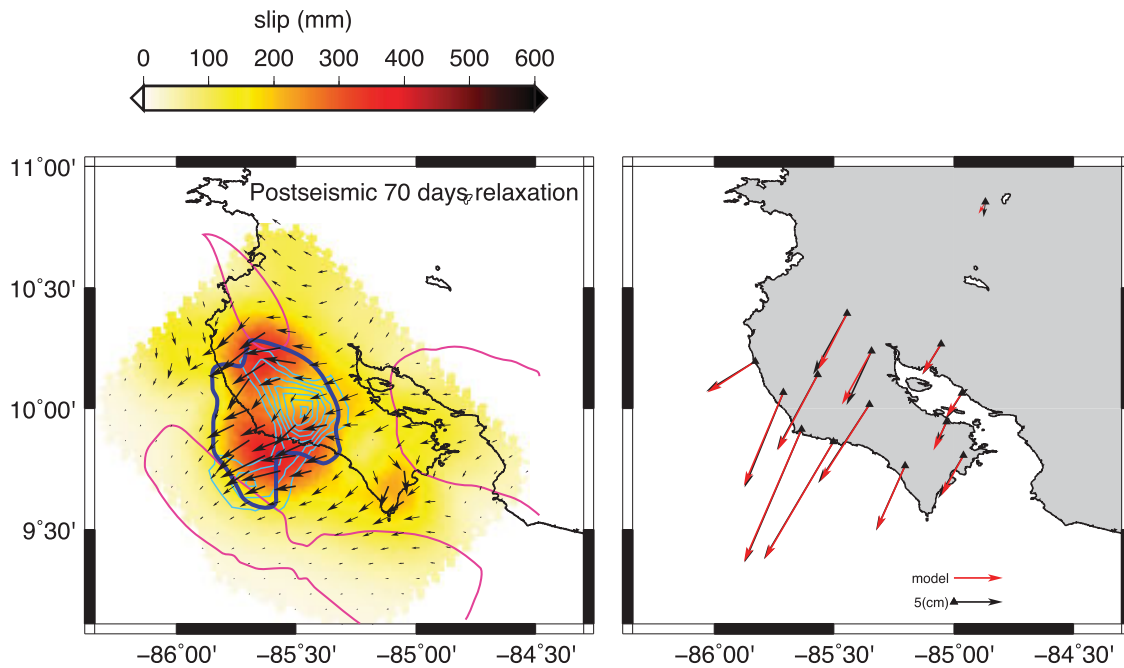 slip (mm)
0 100 200 300 400 500 600
Postseismic 70 days relaxation
11˚00'
10˚30'
10˚00'
9˚30'
−86˚00' −85˚30' −85˚00' −84˚30'
model
5(cm)
−86˚00' −85˚30' −85˚00' −84˚30'